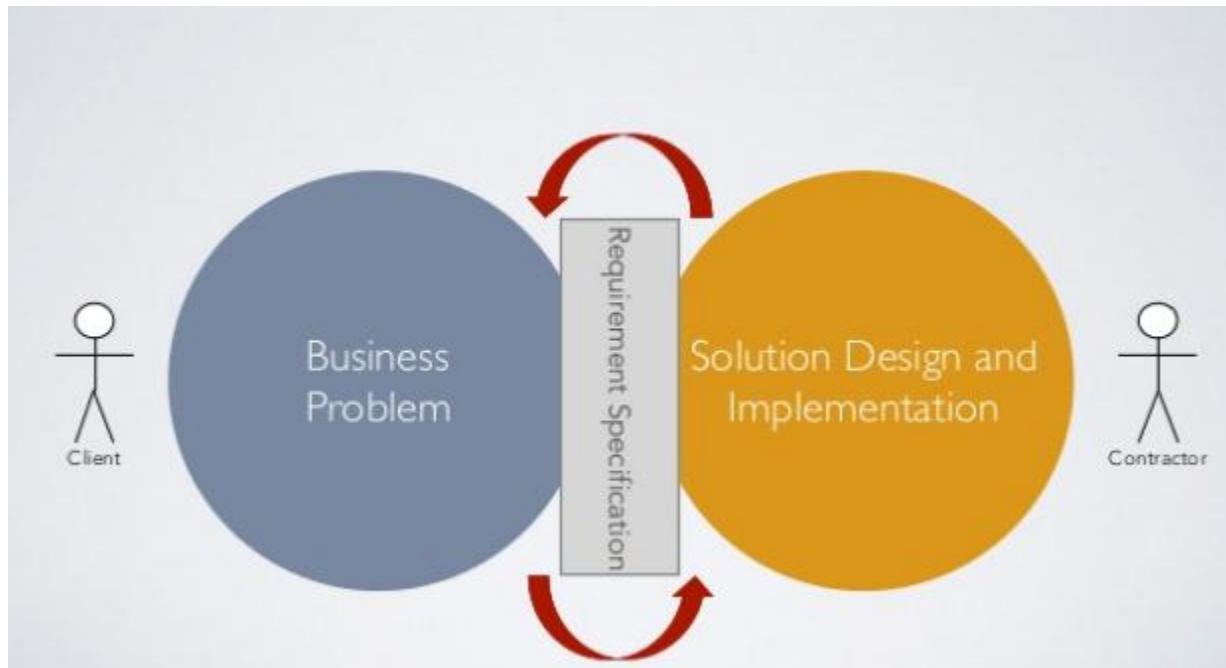 Client
Business
Problem
Requirement Specification
Solution Design and
Implementation
Contractor